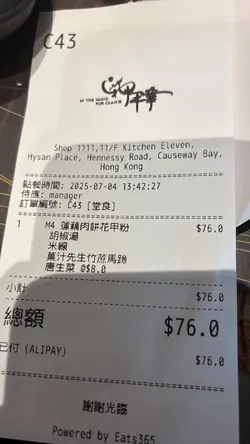 C43
IN THE MOOD
FOR CLAMS
Shop 1111,11/F Kitchen Eleven,
Hysan Place, Hennessy Road, Causeway Bay,
Hong Kong
點餐時間: 2025-07-04 13:42:27
侍應: manager
訂單編號: C43 [堂食]
1 M4 蓮藕肉餅花甲粉 $76.0
胡椒湯
米線
菓汁先生竹蔗馬蹄
唐生菜 @$8.0
小計 $76.0
總額 $76.0
已付 (ALIPAY) $76.0
謝謝光臨
Powered by Eats365